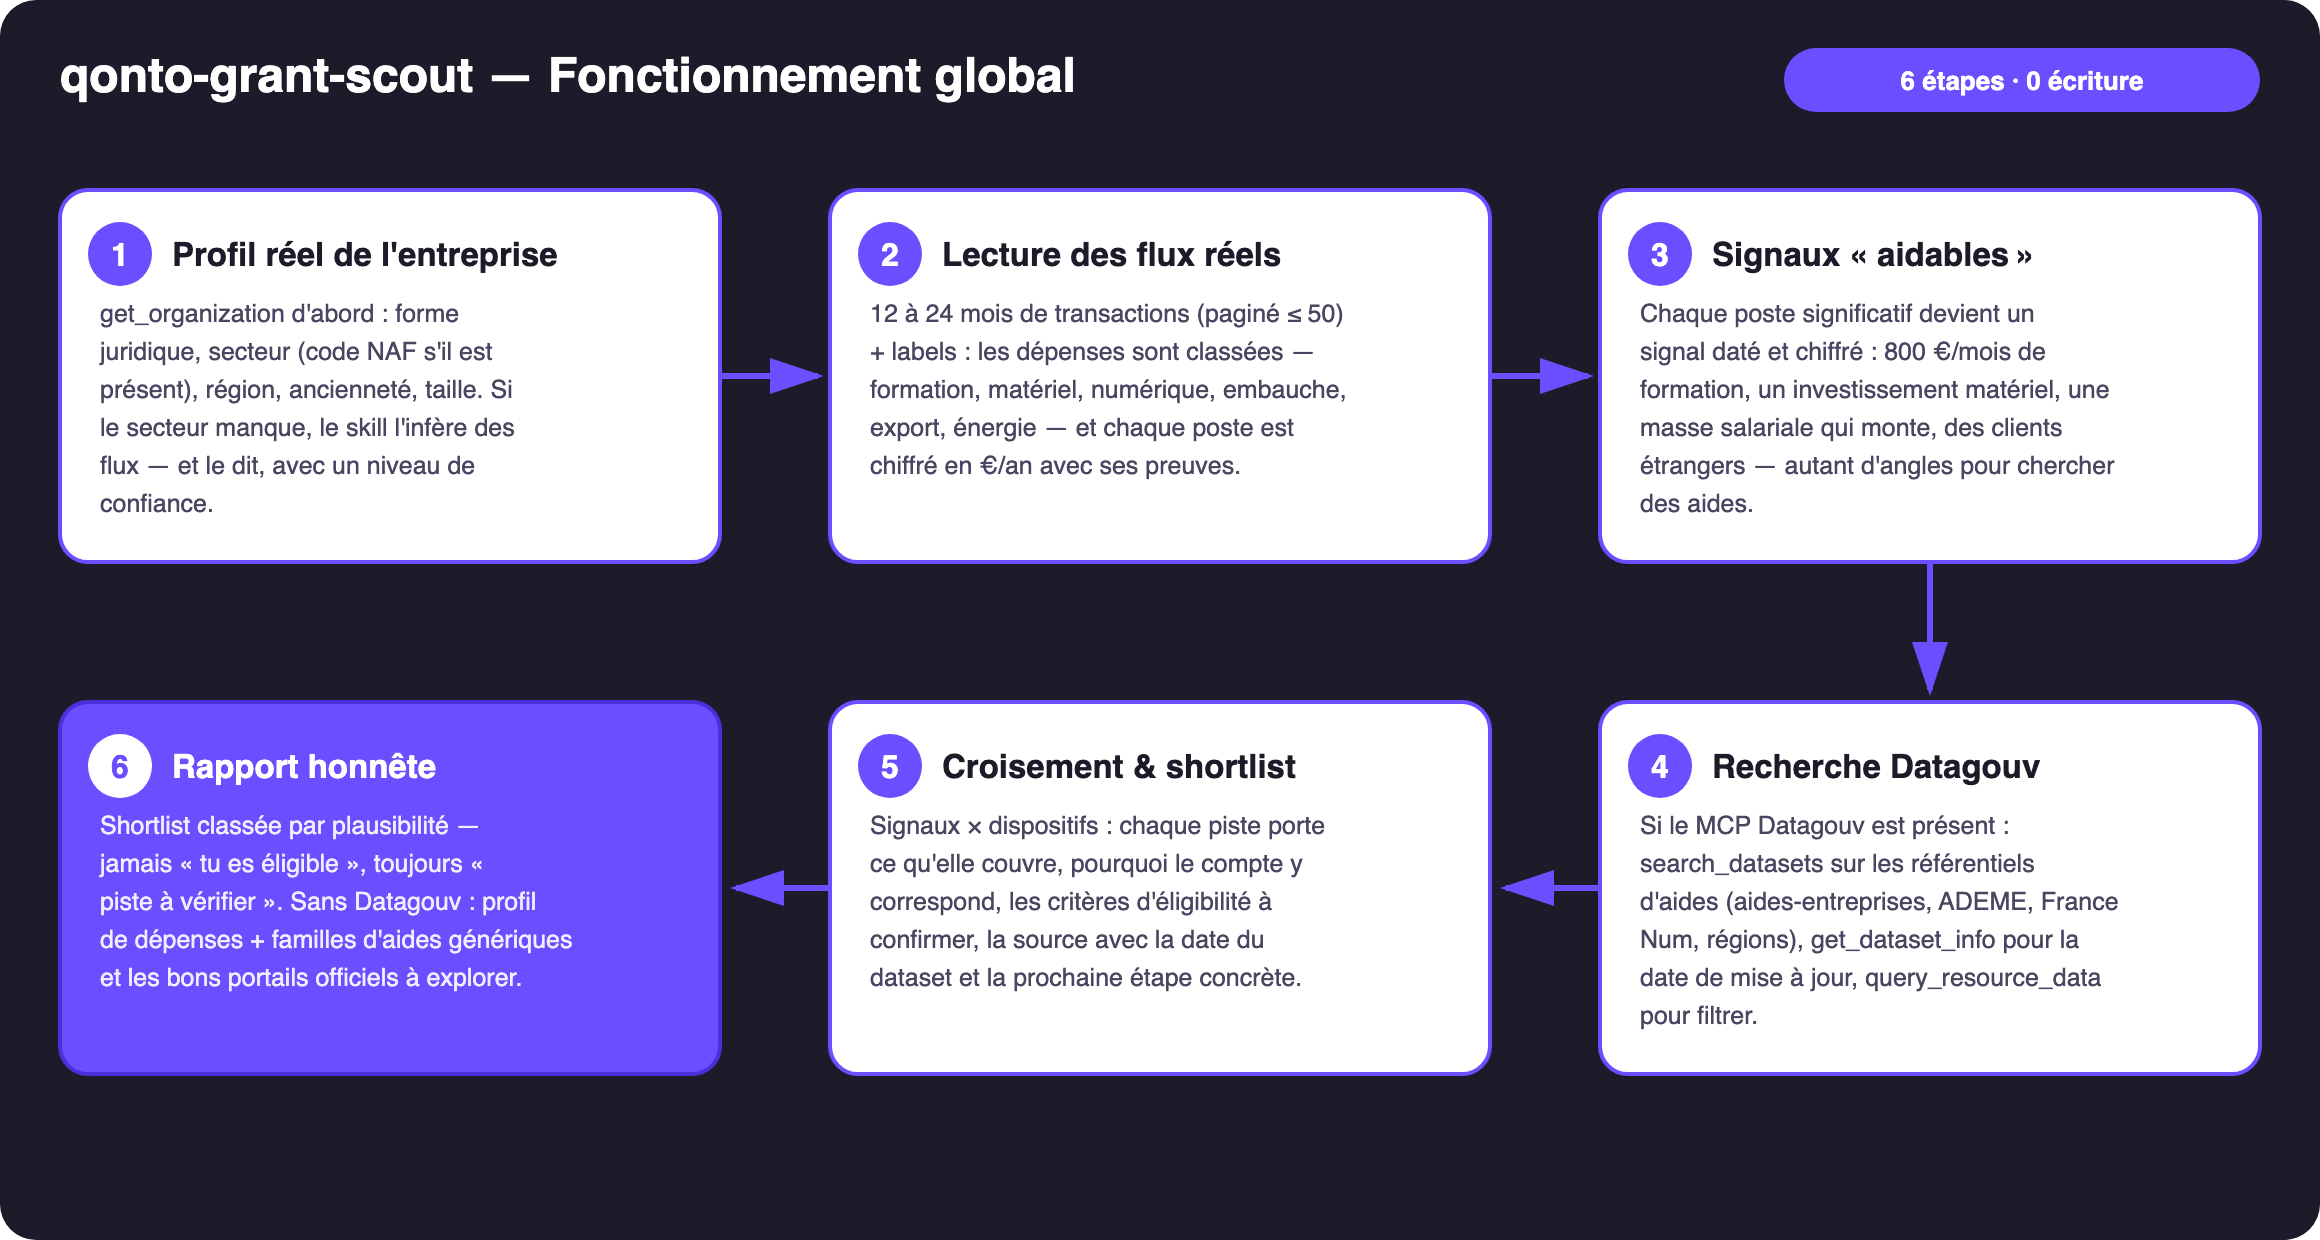 qonto-grant-scout — Fonctionnement global
6 étapes · 0 écriture
1 Profil réel de l'entreprise
get_organization d'abord : forme
juridique, secteur (code NAF s'il est
présent), région, ancienneté, taille. Si
le secteur manque, le skill l'infère des
flux — et le dit, avec un niveau de
confiance.
2 Lecture des flux réels
12 à 24 mois de transactions (paginé ≤ 50)
+ labels : les dépenses sont classées —
formation, matériel, numérique, embauche,
export, énergie — et chaque poste est
chiffré en €/an avec ses preuves.
3 Signaux « aidables »
Chaque poste significatif devient un
signal daté et chiffré : 800 €/mois de
formation, un investissement matériel, une
masse salariale qui monte, des clients
étrangers — autant d'angles pour chercher
des aides.
4 Recherche Datagouv
Si le MCP Datagouv est présent :
search_datasets sur les référentiels
d'aides (aides-entreprises, ADEME, France
Num, régions), get_dataset_info pour la
date de mise à jour, query_resource_data
pour filtrer.
5 Croisement & shortlist
Signaux × dispositifs : chaque piste porte
ce qu'elle couvre, pourquoi le compte y
correspond, les critères d'éligibilité à
confirmer, la source avec la date du
dataset et la prochaine étape concrète.
6 Rapport honnête
Shortlist classée par plausibilité —
jamais « tu es éligible », toujours «
piste à vérifier ». Sans Datagouv : profil
de dépenses + familles d'aides génériques
et les bons portails officiels à explorer.